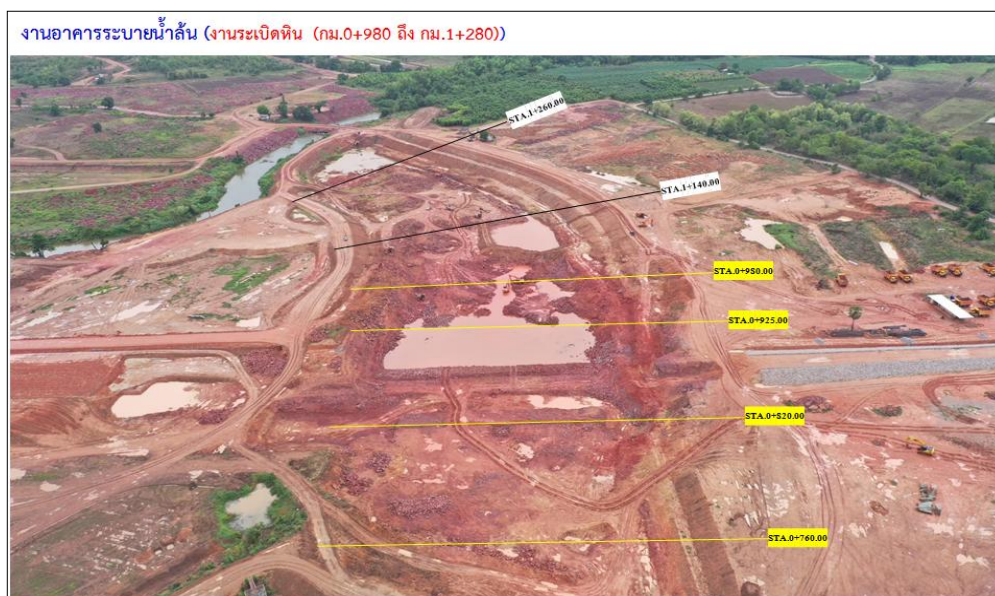 งานอาคารระบายน้ำล้น (งานระเบิดหิน (กม.0+980 ถึง กม.1+280))
STA.1+260.00
STA.1+140.00
STA.0+980.00
STA.0+925.00
STA.0+820.00
STA.0+760.00